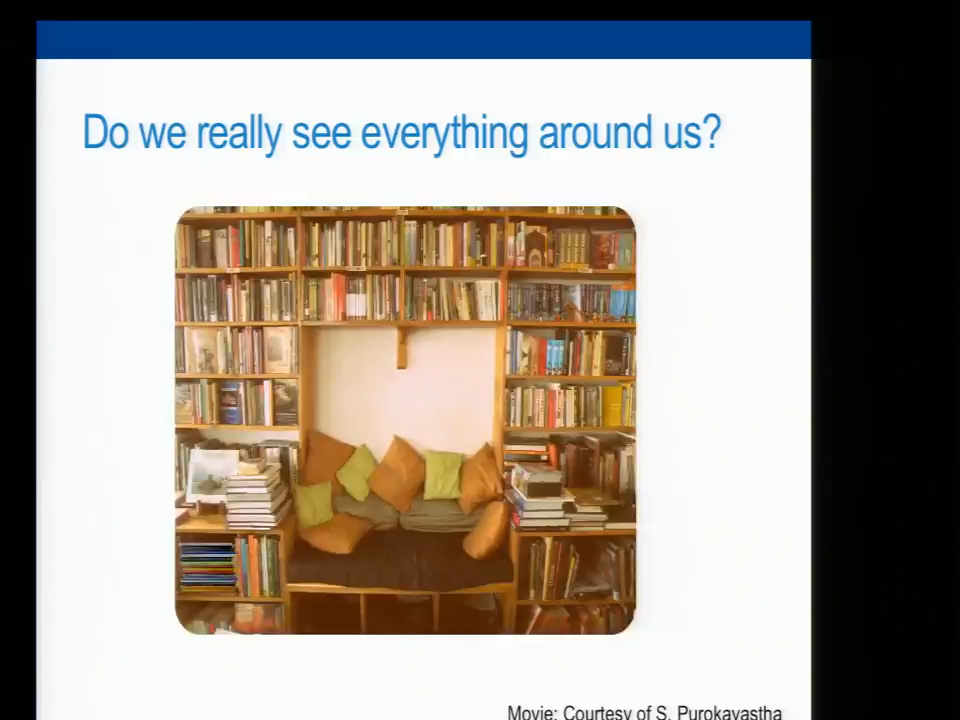 Do we really see everything around us?
Movie: Courtesy of S. Purokayastha